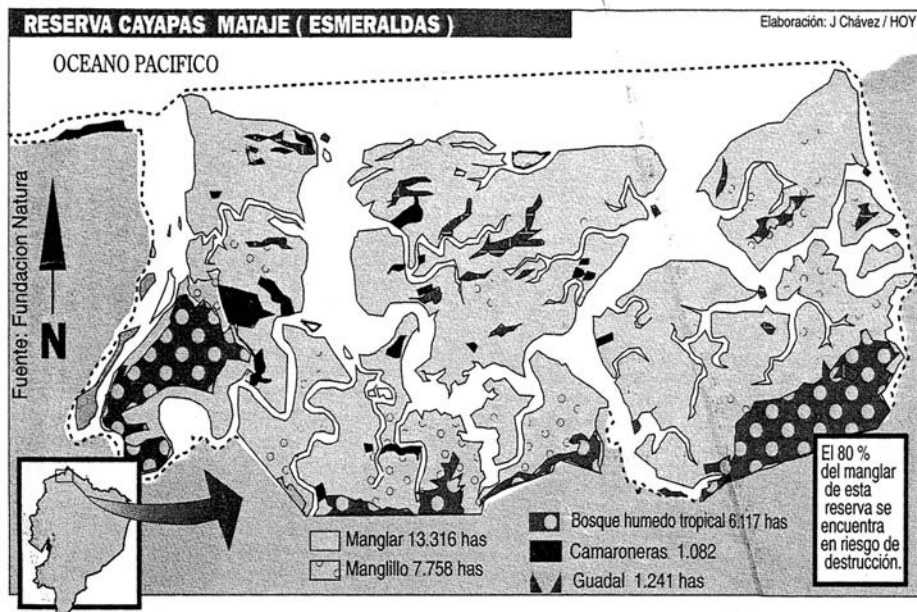 RESERVA CAYAPAS MATAJE ( ESMERALDAS )
Elaboración: J Chávez / HOY
OCEANO PACIFICO
Fuente: Fundacion Natura
N
Manglar 13.316 has
Manglillo 7.758 has
Bosque humedo tropical 6.117 has
Camaroneras 1.082
Guadal 1.241 has
El 80 %
del manglar
de esta
reserva se
encuentra
en riesgo de
destrucción.